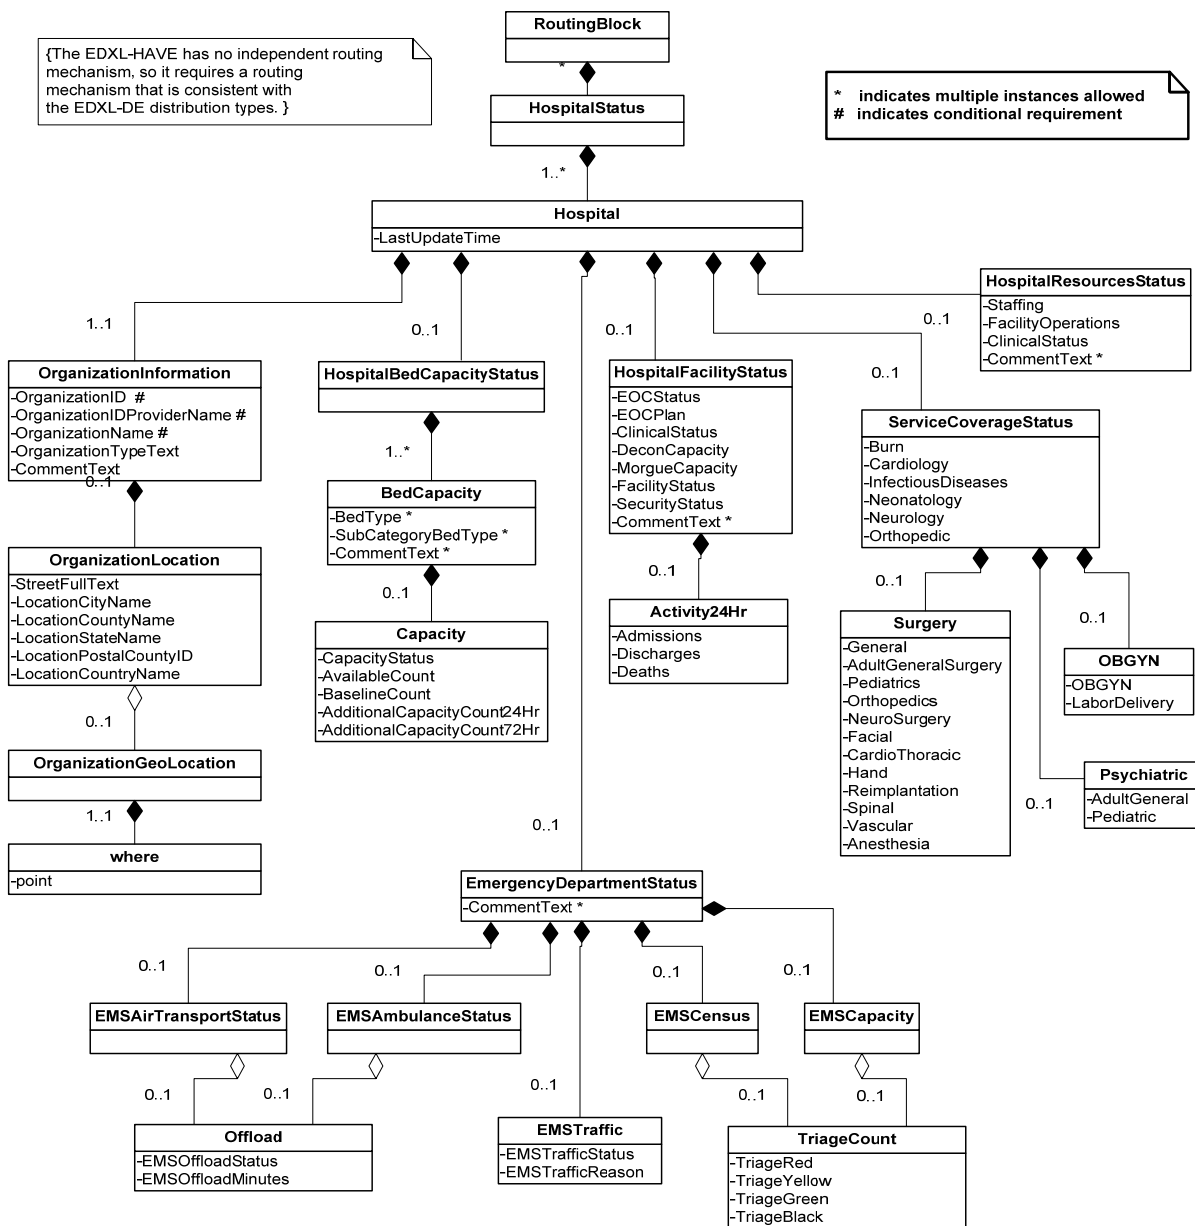 RoutingBlock
{The EDXL-HAVE has no independent routing
mechanism, so it requires a routing
mechanism that is consistent with
the EDXL-DE distribution types. }
*
* indicates multiple instances allowed
# indicates conditional requirement
HospitalStatus
1..*
Hospital
-LastUpdateTime
HospitalResourcesStatus
-Staffing
-FacilityOperations
-ClinicalStatus
-CommentText *
1..1
0..1
0..1
0..1
0..1
OrganizationInformation
-OrganizationID #
-OrganizationIDProviderName #
-OrganizationName #
-OrganizationTypeText
-CommentText
0..1
HospitalBedCapacityStatus
1..*
HospitalFacilityStatus
-EOCStatus
-EOCPlan
-ClinicalStatus
-DeconCapacity
-MorgueCapacity
-FacilityStatus
-SecurityStatus
-CommentText *
0..1
ServiceCoverageStatus
-Burn
-Cardiology
-InfectiousDiseases
-Neonatology
-Neurology
-Orthopedic
0..1
0..1
0..1
BedCapacity
-BedType *
-SubCategoryBedType *
-CommentText *
0..1
OrganizationLocation
-StreetFullText
-LocationCityName
-LocationCountyName
-LocationStateName
-LocationPostalCountyID
-LocationCountryName
0..1
Capacity
-CapacityStatus
-AvailableCount
-BaselineCount
-AdditionalCapacityCount24Hr
-AdditionalCapacityCount72Hr
Activity24Hr
-Admissions
-Discharges
-Deaths
Surgery
-General
-AdultGeneralSurgery
-Pediatrics
-Orthopedics
-NeuroSurgery
-Facial
-CardioThoracic
-Hand
-Reimplantation
-Spinal
-Vascular
-Anesthesia
OBGYN
-OBGYN
-LaborDelivery
Psychiatric
-AdultGeneral
-Pediatric
OrganizationGeoLocation
1..1
where
-point
0..1
EmergencyDepartmentStatus
-CommentText *
0..1
0..1
0..1
0..1
EMSAirTransportStatus
EMSAmbulanceStatus
EMSCensus
EMSCapacity
0..1
0..1
0..1
0..1
0..1
Offload
-EMSOffloadStatus
-EMSOffloadMinutes
EMSTraffic
-EMSTrafficStatus
-EMSTrafficReason
TriageCount
-TriageRed
-TriageYellow
-TriageGreen
-TriageBlack